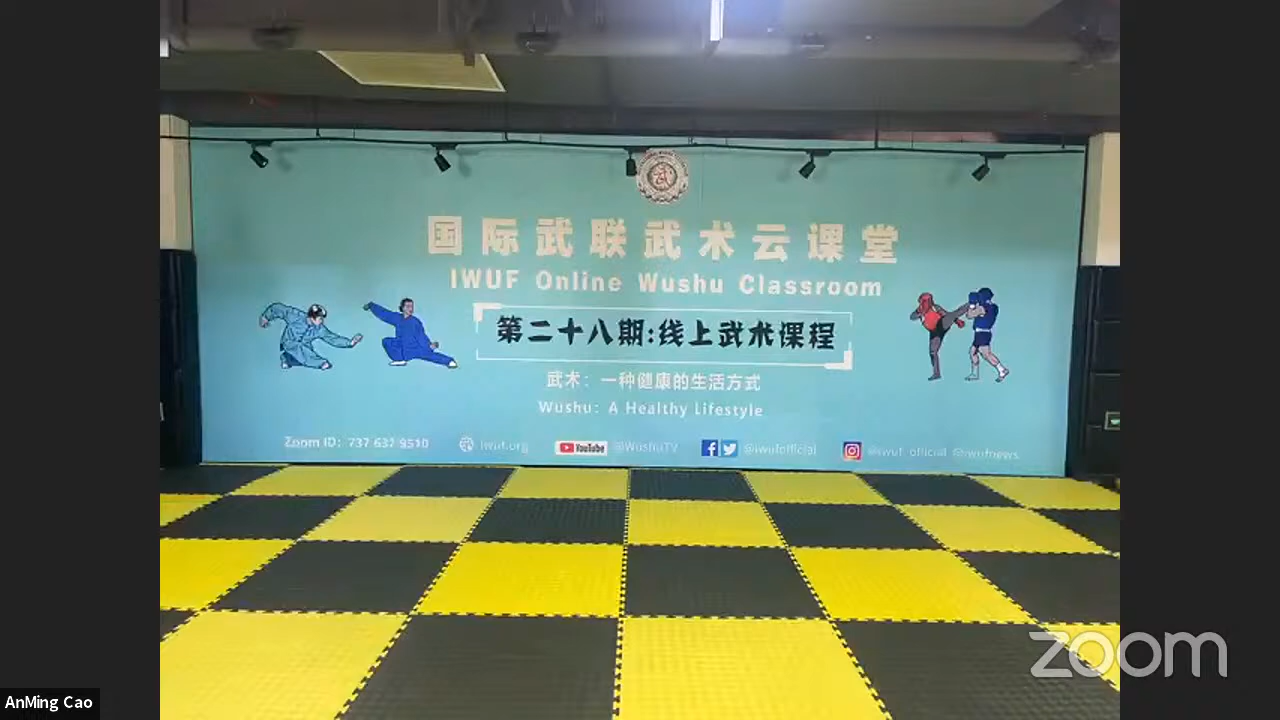 武
国际武联武术云课堂
IWUF Online Wushu Classroom
第二十八期:线上武术课程
武术：一种健康的生活方式
Wushu: A Healthy Lifestyle
Zoom ID: 737 637 9510 iwuf.org YouTube @WushuTV @iwufofficial @iwuf_official @iwufnews
zoom
AnMing Cao